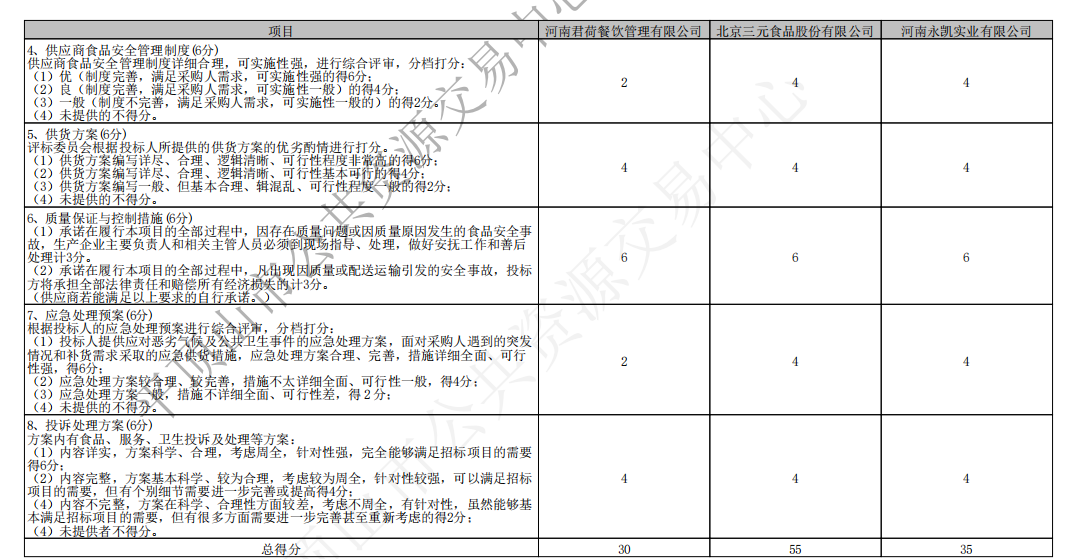 项目 河南君荷餐饮管理有限公司 北京三元食品股份有限公司 河南永凯实业有限公司
4、供应商食品安全管理制度(6分)
供应商食品安全管理制度详细合理，可实施性强，进行综合评审，分档打分：
（1）优（制度完善，满足采购人需求，可实施性强的得6分；
（2）良（制度完善，满足采购人需求，可实施性一般）的得4分；
（3）一般（制度不完善，满足采购人需求，可实施性一般的）的得2分。
（4）未提供的不得分。
2 4 4
5、供货方案(6分)
评标委员会根据投标人所提供的供货方案的优劣酌情进行打分。
（1）供货方案编写详尽、合理、逻辑清晰、可行性程度非常高的得6分；
（2）供货方案编写详尽、合理、逻辑清晰、可行性基本可行的得4分；
（3）供货方案编写一般、但基本合理、辑混乱、可行性程度一般的得2分；
（4）未提供的不得分。
4 4 4
6、质量保证与控制措施(6分)
（1）承诺在履行本项目的全部过程中，因存在质量问题或因质量原因发生的食品安全事
故，生产企业主要负责人和相关主管人员必须到现场指导、处理，做好安抚工作和善后
处理计3分。
（2）承诺在履行本项目的全部过程中，凡出现因质量或配送运输引发的安全事故，投标
方将承担全部法律责任和赔偿所有经济损失的计3分。
（供应商若能满足以上要求的自行承诺。）
6 6 6
7、应急处理预案(6分)
根据投标人的应急处理预案进行综合评审，分档打分：
（1）投标人提供应对恶劣气候及公共卫生事件的应急处理方案，面对采购人遇到的突发
情况和补货需求采取的应急供货措施，应急处理方案合理、完善，措施详细全面、可行
性强，得6分；
（2）应急处理方案较合理、较完善，措施不太详细全面、可行性一般，得4分；
（3）应急处理方案一般，措施不详细全面、可行性差，得２分；
（4）未提供的不得分。
2 4 4
8、投诉处理方案(6分)
方案内有食品、服务、卫生投诉及处理等方案：
（1）内容详实，方案科学、合理，考虑周全，针对性强，完全能够满足招标项目的需要
得6分；
（2）内容完整，方案基本科学、较为合理，考虑较为周全，针对性较强，可以满足招标
项目的需要，但有个别细节需要进一步完善或提高得4分；
（4）内容不完整，方案在科学、合理性方面较差，考虑不周全，有针对性，虽然能够基
本满足招标项目的需要，但有很多方面需要进一步完善甚至重新考虑的得2分；
（4）未提供者不得分。
4 4 4
总得分 30 55 35
平顶山市公共资源交易中心
平顶山市公共资源交易中心